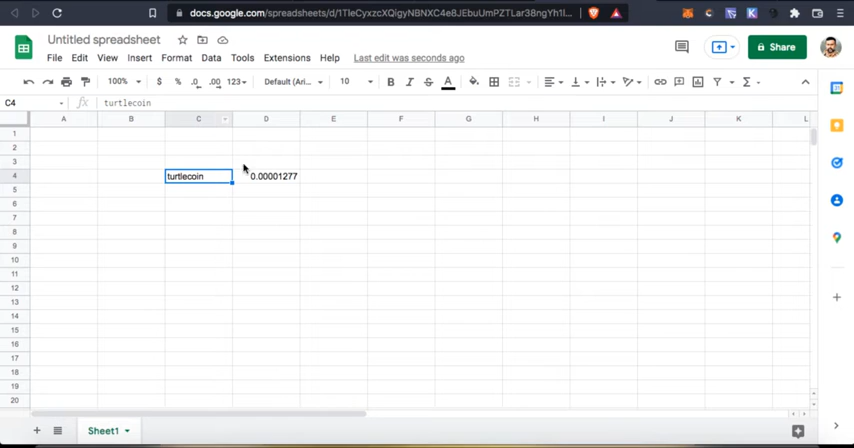 docs.google.com/spreadsheets/d/1TleCyxzcXQigyNBNXC4e8JEbuUmPZTLar38ngYh1l...
Untitled spreadsheet
File Edit View Insert Format Data Tools Extensions Help Last edit was seconds ago
Share
100% $ % .0 .00 123 Default (Ari... 10 B I S A
C4 fx turtlecoin
A B C D E F G H I J K L
1
2
3
4 turtlecoin 0.00001277
5
6
7
8
9
10
11
12
13
14
15
16
17
18
19
20
Sheet1